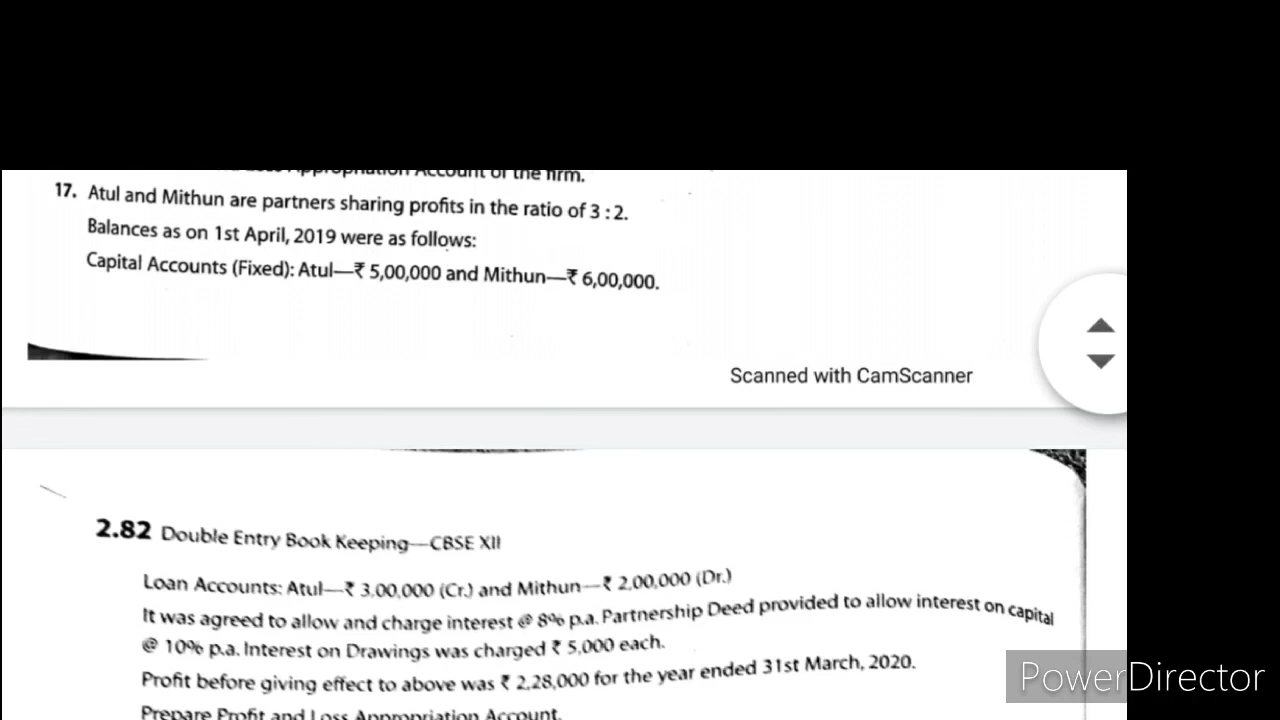 Appropriation Account of the firm.
17. Atul and Mithun are partners sharing profits in the ratio of 3 : 2.
Balances as on 1st April, 2019 were as follows:
Capital Accounts (Fixed): Atul—₹ 5,00,000 and Mithun—₹ 6,00,000.
Scanned with CamScanner
2.82 Double Entry Book Keeping—CBSE XII
Loan Accounts: Atul—₹ 3,00,000 (Cr.) and Mithun—₹ 2,00,000 (Dr.)
It was agreed to allow and charge interest @ 8% p.a. Partnership Deed provided to allow interest on capital
@ 10% p.a. Interest on Drawings was charged ₹ 5,000 each.
Profit before giving effect to above was ₹ 2,28,000 for the year ended 31st March, 2020.
Prepare Profit and Loss Appropriation Account.
PowerDirector